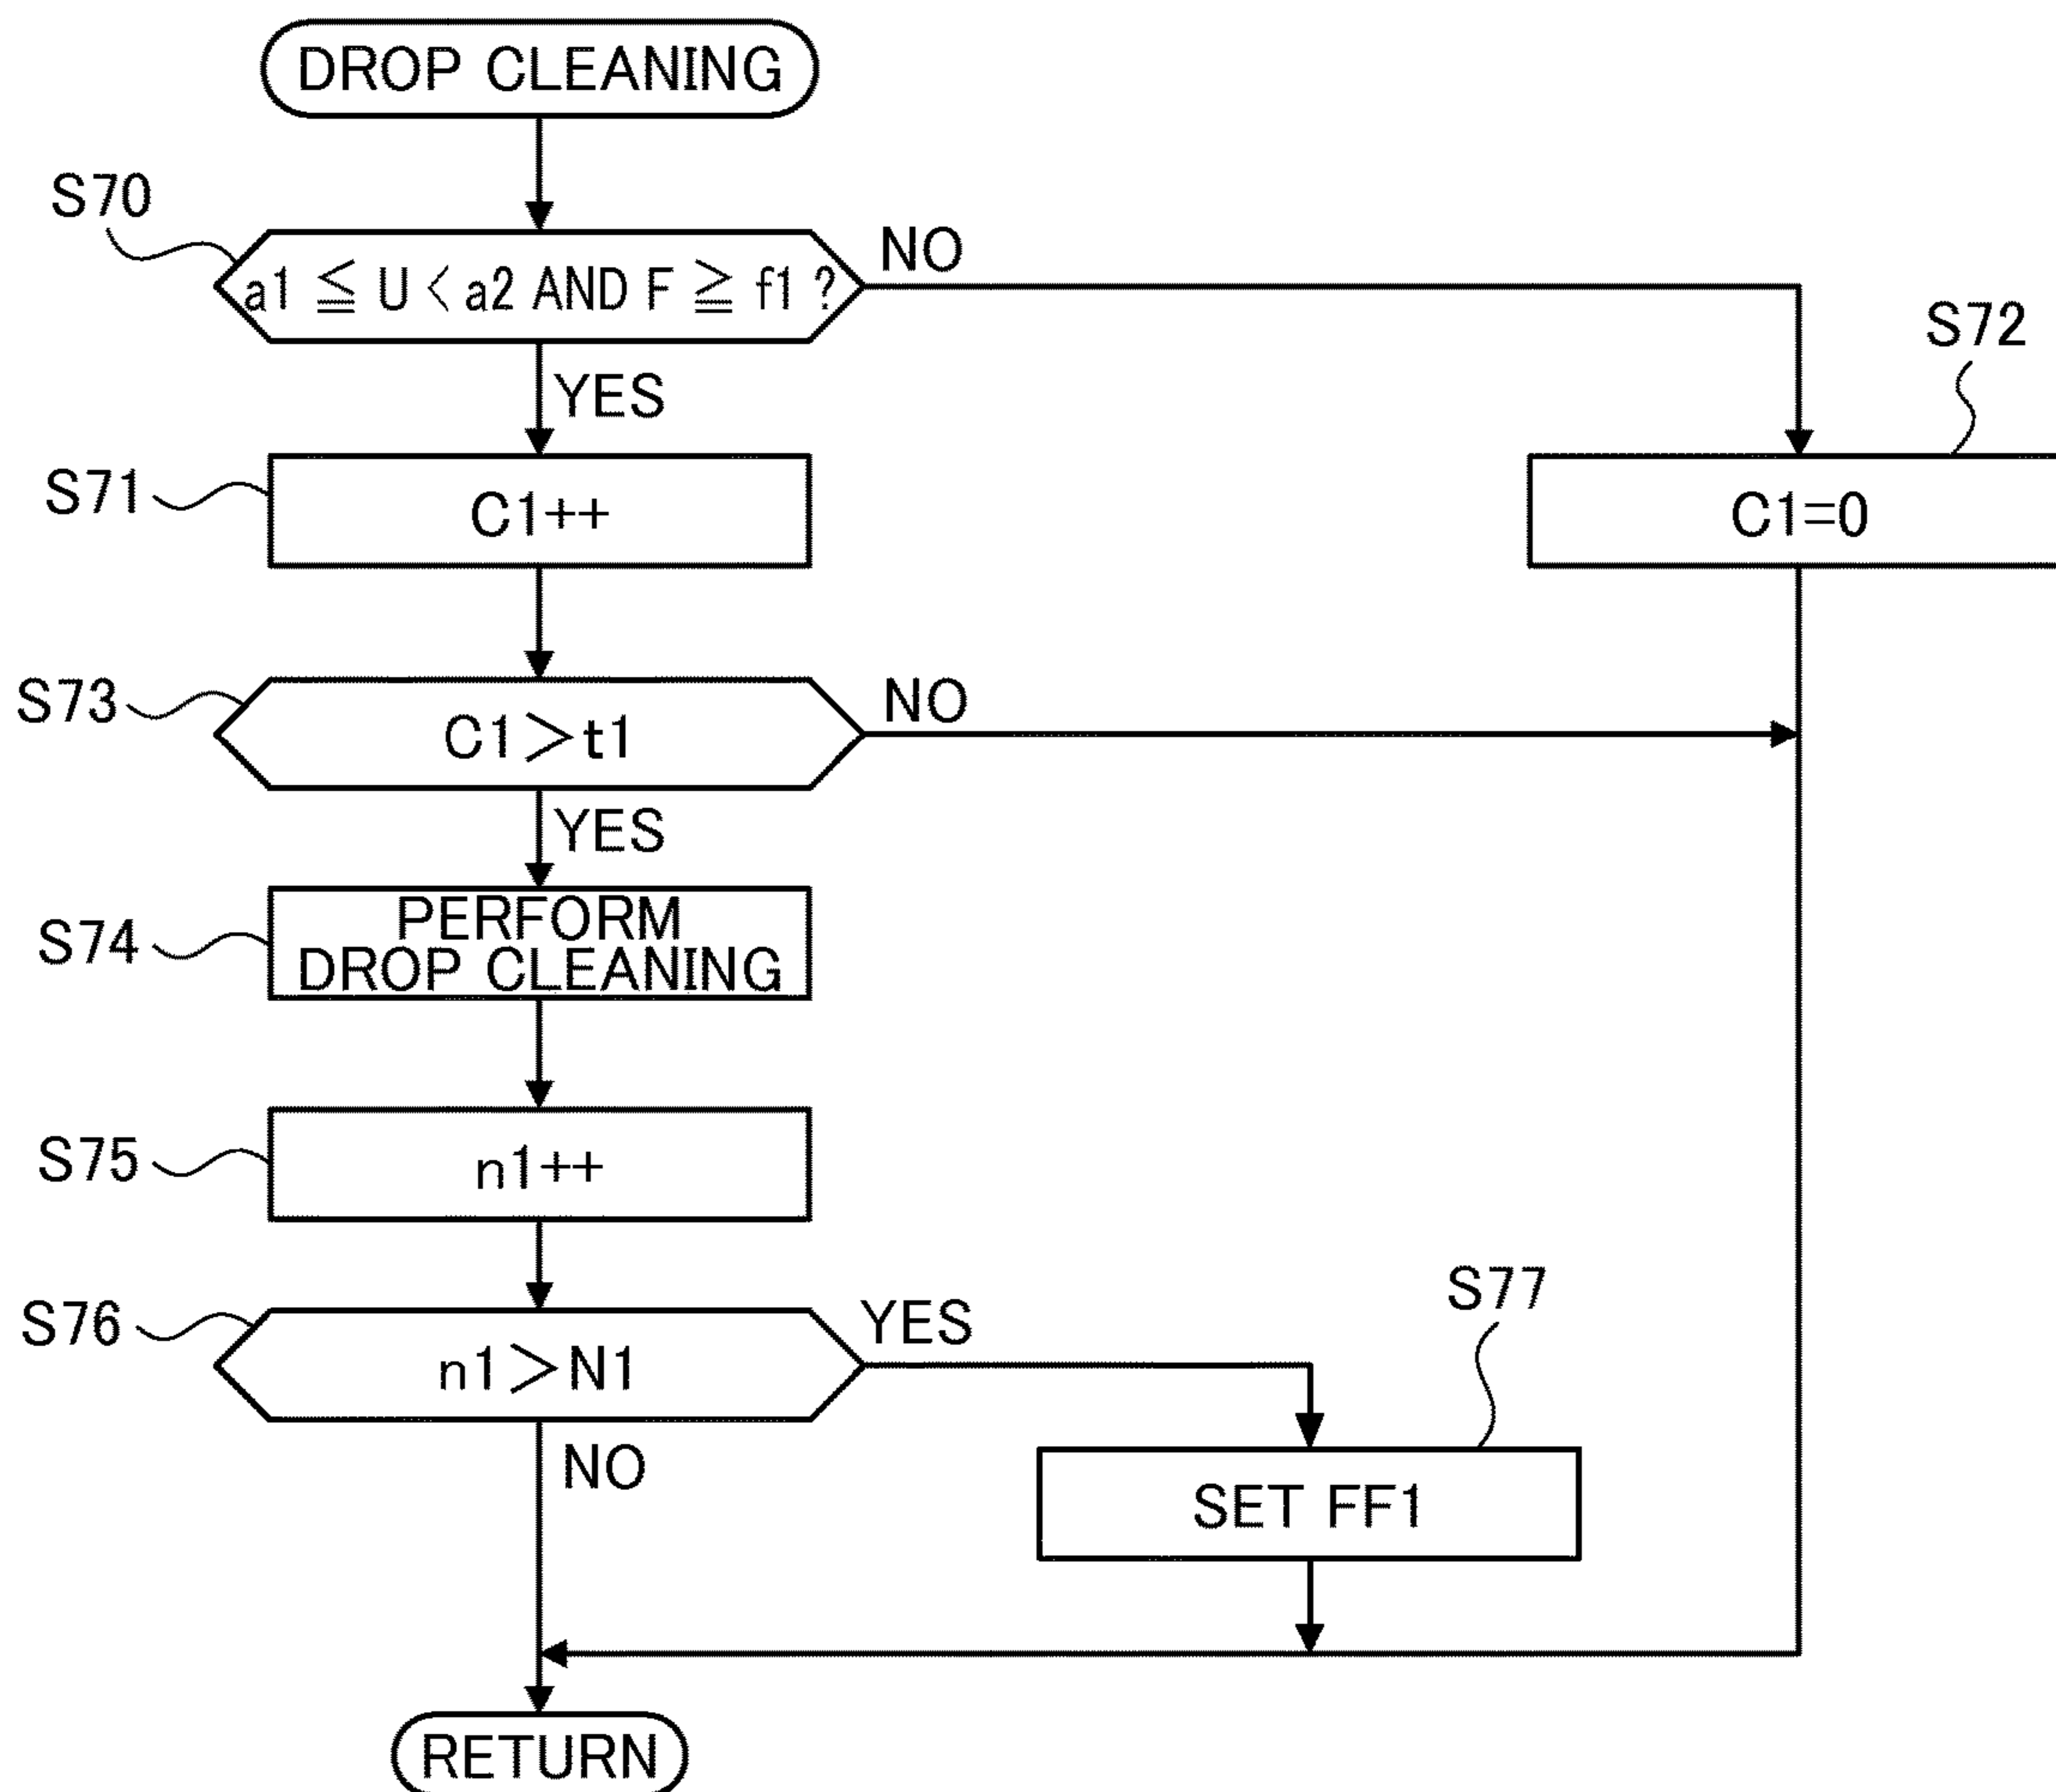 DROP CLEANING
S70
a1 ≦ U < a2 AND F ≧ f1 ?
NO
YES
S72
S71
C1++
C1=0
S73
C1>t1
NO
YES
S74
PERFORM
DROP CLEANING
S75
n1++
S76
n1>N1
YES
S77
NO
SET FF1
RETURN